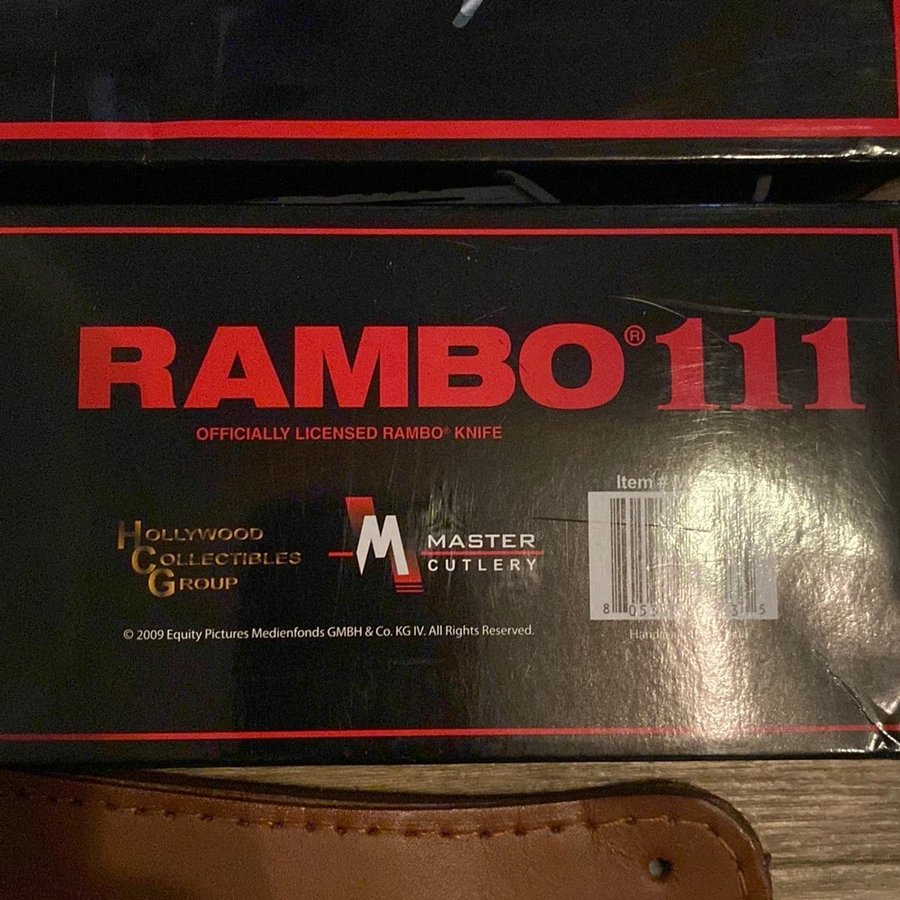 RAMBO® 111
OFFICIALLY LICENSED RAMBO® KNIFE
Item #
HOLLYWOOD
COLLECTIBLES
GROUP
M
MASTER
CUTLERY
© 2009 Equity Pictures Medienfonds GMBH & Co. KG IV. All Rights Reserved.